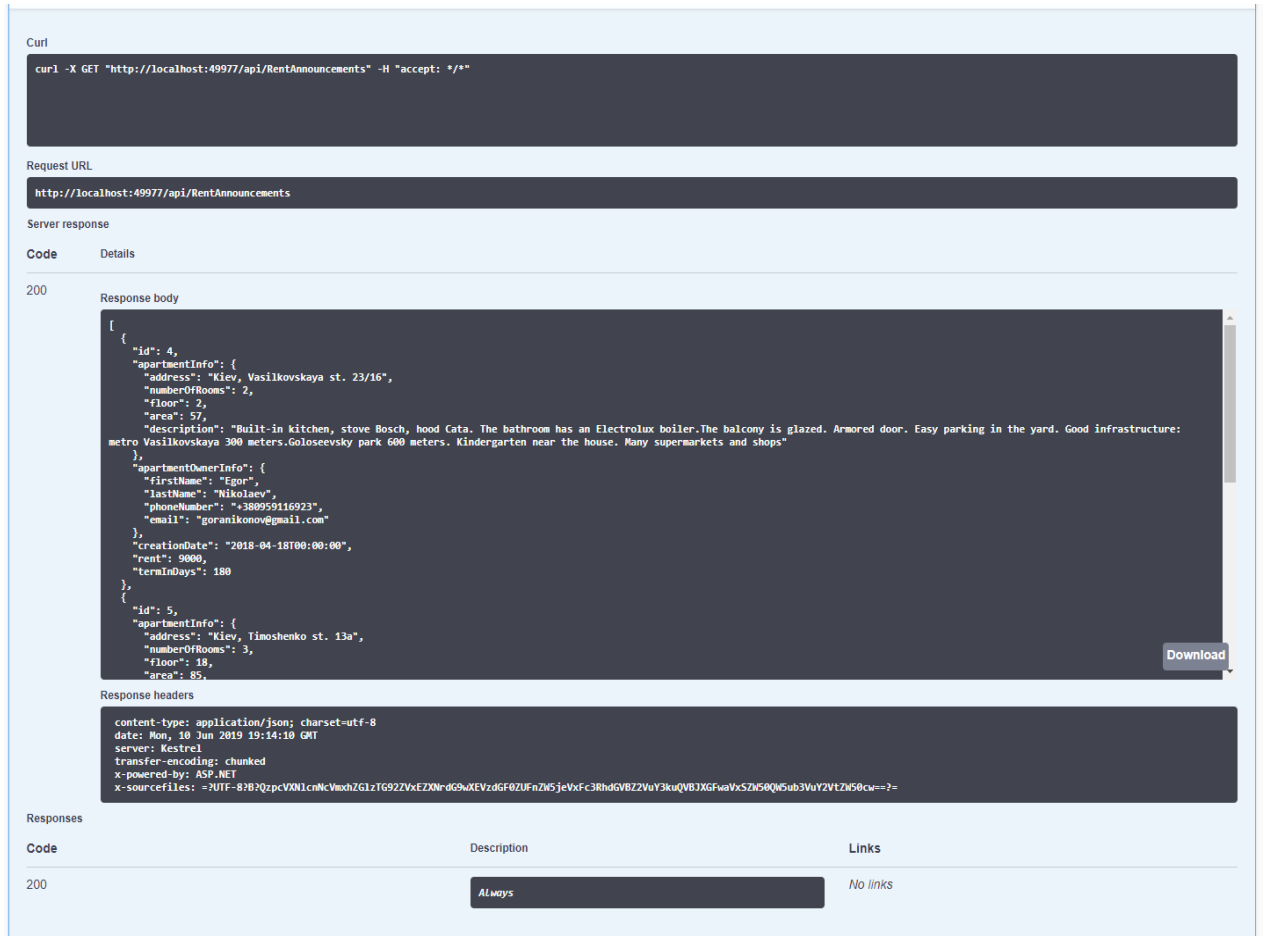 Curl
curl -X GET "http://localhost:49977/api/RentAnnouncements" -H "accept: */*"
Request URL
http://localhost:49977/api/RentAnnouncements
Server response
Code Details
200
Response body
[
  {
    "id": 4,
    "apartmentInfo": {
      "address": "Kiev, Vasilkovskaya st. 23/16",
      "numberOfRooms": 2,
      "floor": 2,
      "area": 57,
      "description": "Built-in kitchen, stove Bosch, hood Cata. The bathroom has an Electrolux boiler.The balcony is glazed. Armored door. Easy parking in the yard. Good infrastructure:
metro Vasilkovskaya 300 meters.Goloseevsky park 600 meters. Kindergarten near the house. Many supermarkets and shops"
    },
    "apartmentOwnerInfo": {
      "firstName": "Egor",
      "lastName": "Nikolaev",
      "phoneNumber": "+380959116923",
      "email": "goranikonov@gmail.com"
    },
    "creationDate": "2018-04-18T00:00:00",
    "rent": 9000,
    "termInDays": 180
  },
  {
    "id": 5,
    "apartmentInfo": {
      "address": "Kiev, Timoshenko st. 13a",
      "numberOfRooms": 3,
      "floor": 18,
      "area": 85,
Download
Response headers
content-type: application/json; charset=utf-8
date: Mon, 10 Jun 2019 19:14:10 GMT
server: Kestrel
transfer-encoding: chunked
x-powered-by: ASP.NET
x-sourcefiles: =?UTF-8?B?QzpcVXNlcnNcVmxhZGlzTG92ZVxEZXNrdG9wXEVzdGF0ZUFnZW5jeVxFc3RhdGVBZ2VuY3kuQVBJXGFwaVxSZW50QW5ub3VuY2VtZW50cw==?=
Responses
Code Description Links
200 Always No links